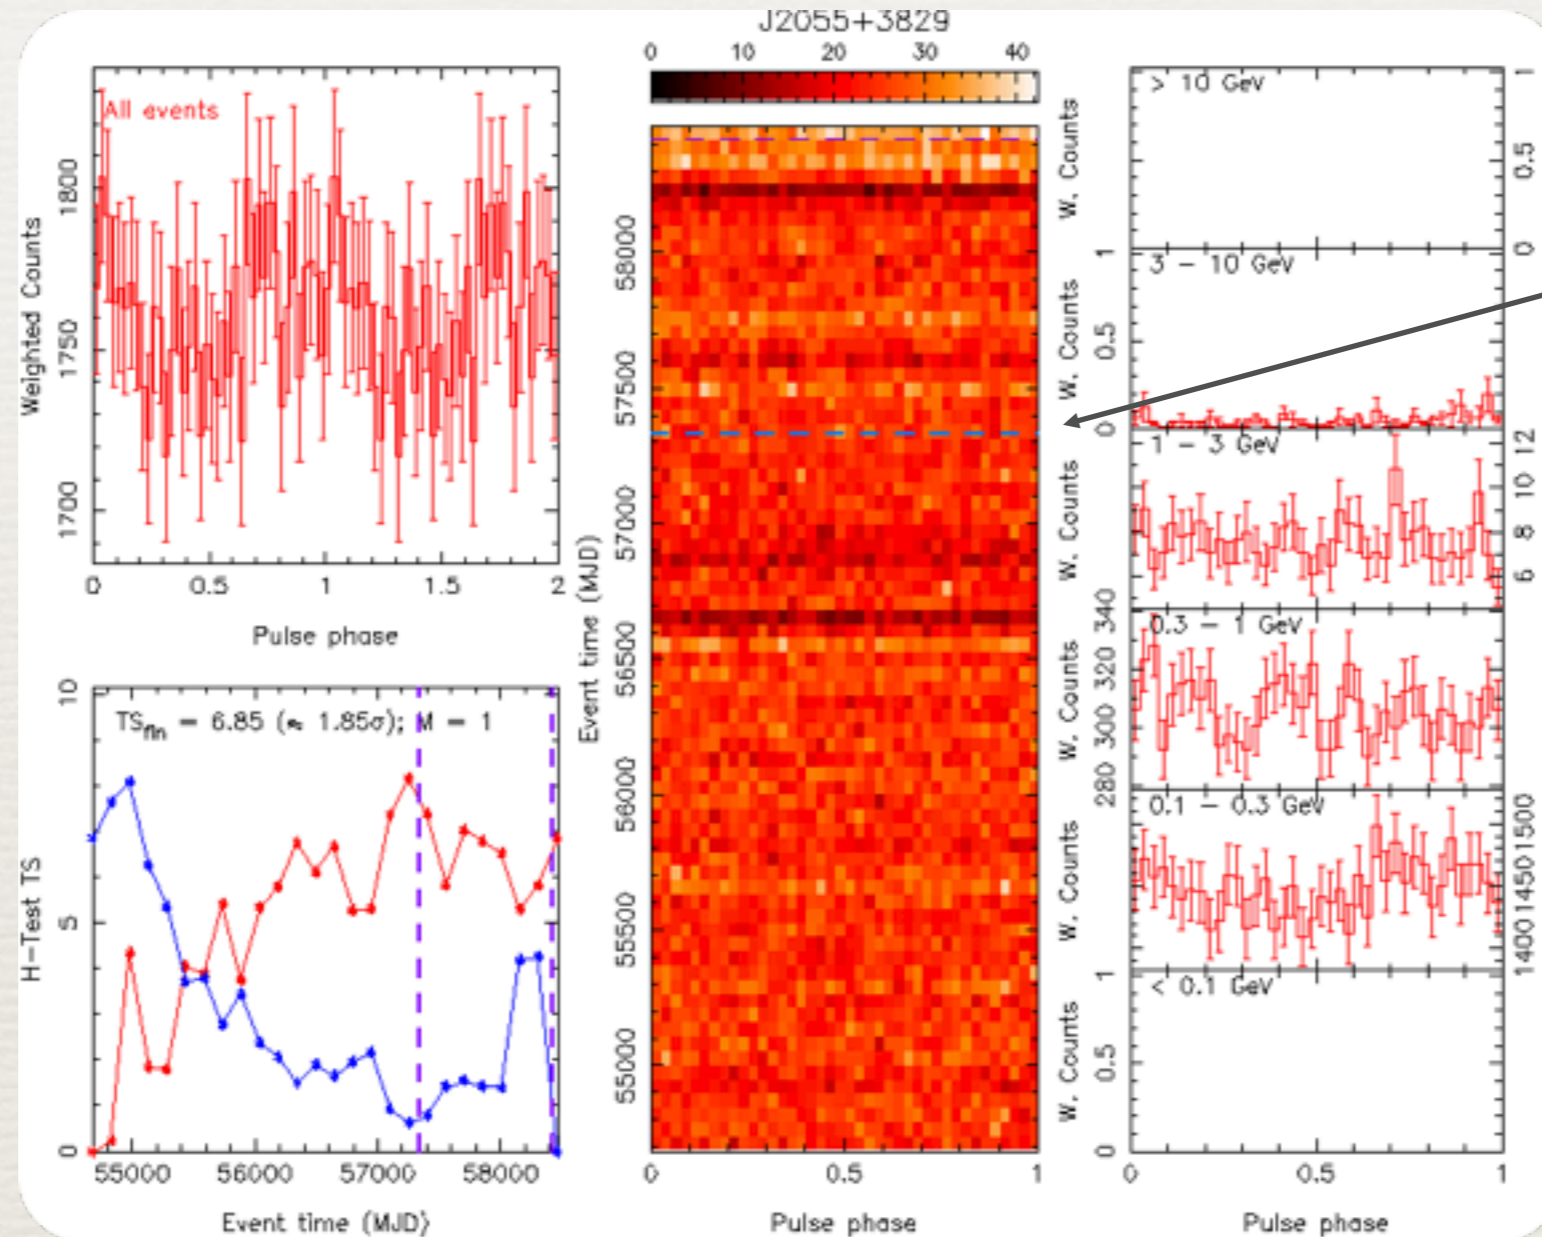 J2055+3829
0 10 20 30 40
All events
Weighted Counts
1700 1750 1800
0 0.5 1 1.5 2
Pulse phase
TSfin = 6.85 (≈ 1.85σ); M = 1
H-Test TS
0 5 10
55000 56000 57000 58000
Event time (MJD)
Event time (MJD)
55000 55500 56000 56500 57000 57500 58000
0 0.5 1
Pulse phase
> 10 GeV
W. Counts
0 0.5 1
3 - 10 GeV
W. Counts
0 0.5 1
1 - 3 GeV
W. Counts
6 8 10 12
0.3 - 1 GeV
W. Counts
280 300 320 340
0.1 - 0.3 GeV
W. Counts
1400 1450 1500
< 0.1 GeV
W. Counts
0 0.5 1
0 0.5 1
Pulse phase